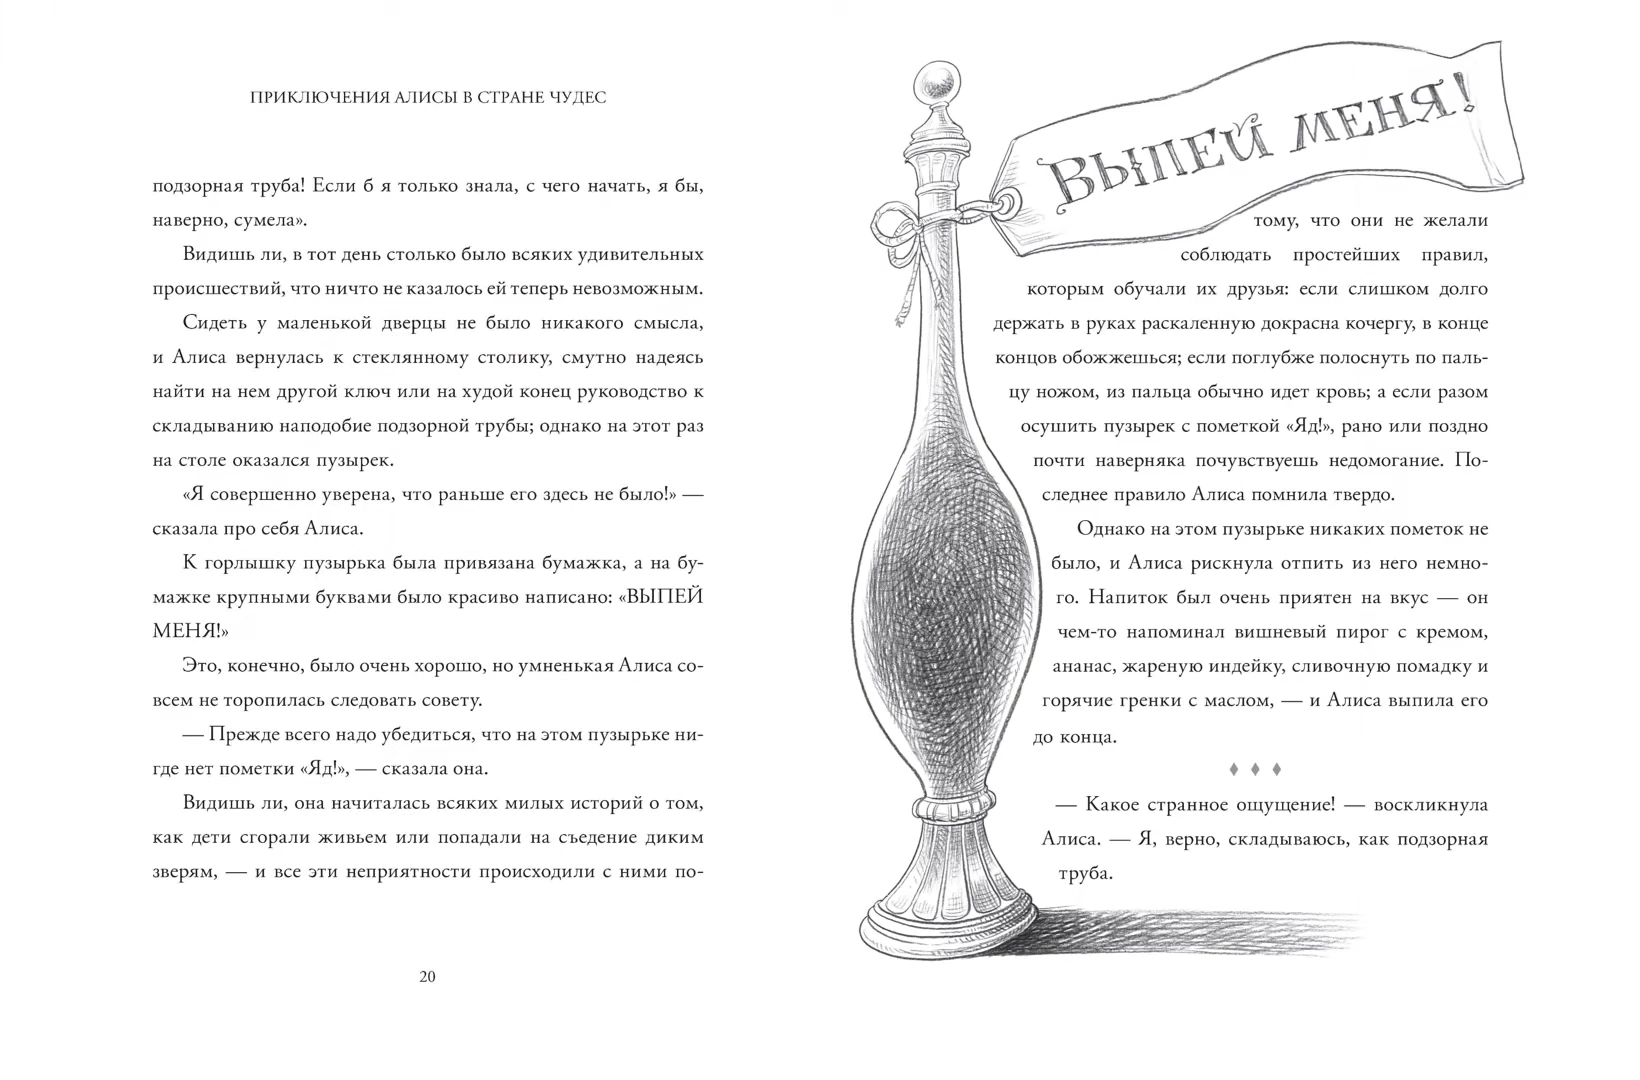 ПРИКЛЮЧЕНИЯ АЛИСЫ В СТРАНЕ ЧУДЕС
подзорная труба! Если б я только знала, с чего начать, я бы,
наверно, сумела».
Видишь ли, в тот день столько было всяких удивительных
происшествий, что ничто не казалось ей теперь невозможным.
Сидеть у маленькой дверцы не было никакого смысла,
и Алиса вернулась к стеклянному столику, смутно надеясь
найти на нем другой ключ или на худой конец руководство к
складыванию наподобие подзорной трубы; однако на этот раз
на столе оказался пузырек.
«Я совершенно уверена, что раньше его здесь не было!» —
сказала про себя Алиса.
К горлышку пузырька была привязана бумажка, а на бу-
мажке крупными буквами было красиво написано: «ВЫПЕЙ
МЕНЯ!»
Это, конечно, было очень хорошо, но умненькая Алиса со-
всем не торопилась следовать совету.
— Прежде всего надо убедиться, что на этом пузырьке ни-
где нет пометки «Яд!», — сказала она.
Видишь ли, она начиталась всяких милых историй о том,
как дети сгорали живьем или попадали на съедение диким
зверям, — и все эти неприятности происходили с ними по-
20
ВЫПЕЙ МЕНЯ!
тому, что они не желали
соблюдать простейших правил,
которым обучали их друзья: если слишком долго
держать в руках раскаленную докрасна кочергу, в конце
концов обожжешься; если поглубже полоснуть по паль-
цу ножом, из пальца обычно идет кровь; а если разом
осушить пузырек с пометкой «Яд!», рано или поздно
почти наверняка почувствуешь недомогание. По-
следнее правило Алиса помнила твердо.
Однако на этом пузырьке никаких пометок не
было, и Алиса рискнула отпить из него немно-
го. Напиток был очень приятен на вкус — он
чем-то напоминал вишневый пирог с кремом,
ананас, жареную индейку, сливочную помадку и
горячие гренки с маслом, — и Алиса выпила его
до конца.
— Какое странное ощущение! — воскликнула
Алиса. — Я, верно, складываюсь, как подзорная
труба.